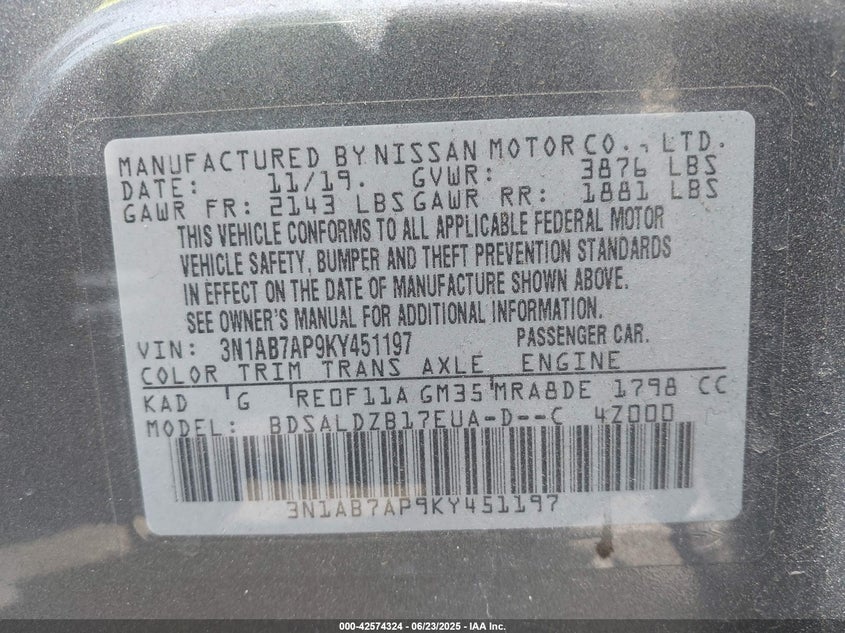 MANUFACTURED BY NISSAN MOTOR CO., LTD.
DATE: 11/19. GVWR: 3876 LBS
GAWR FR: 2143 LBS GAWR RR: 1881 LBS
THIS VEHICLE CONFORMS TO ALL APPLICABLE FEDERAL MOTOR
VEHICLE SAFETY, BUMPER AND THEFT PREVENTION STANDARDS
IN EFFECT ON THE DATE OF MANUFACTURE SHOWN ABOVE.
SEE OWNER'S MANUAL FOR ADDITIONAL INFORMATION.
VIN: 3N1AB7AP9KY451197 PASSENGER CAR.
COLOR TRIM TRANS AXLE ENGINE
KAD G RE0F11A GM35 MRA8DE 1798 CC
MODEL: BDSALDZB17EUA-D--C 4Z000
3N1AB7AP9KY451197
000-42574324 | 06/23/2025 - IAA Inc.